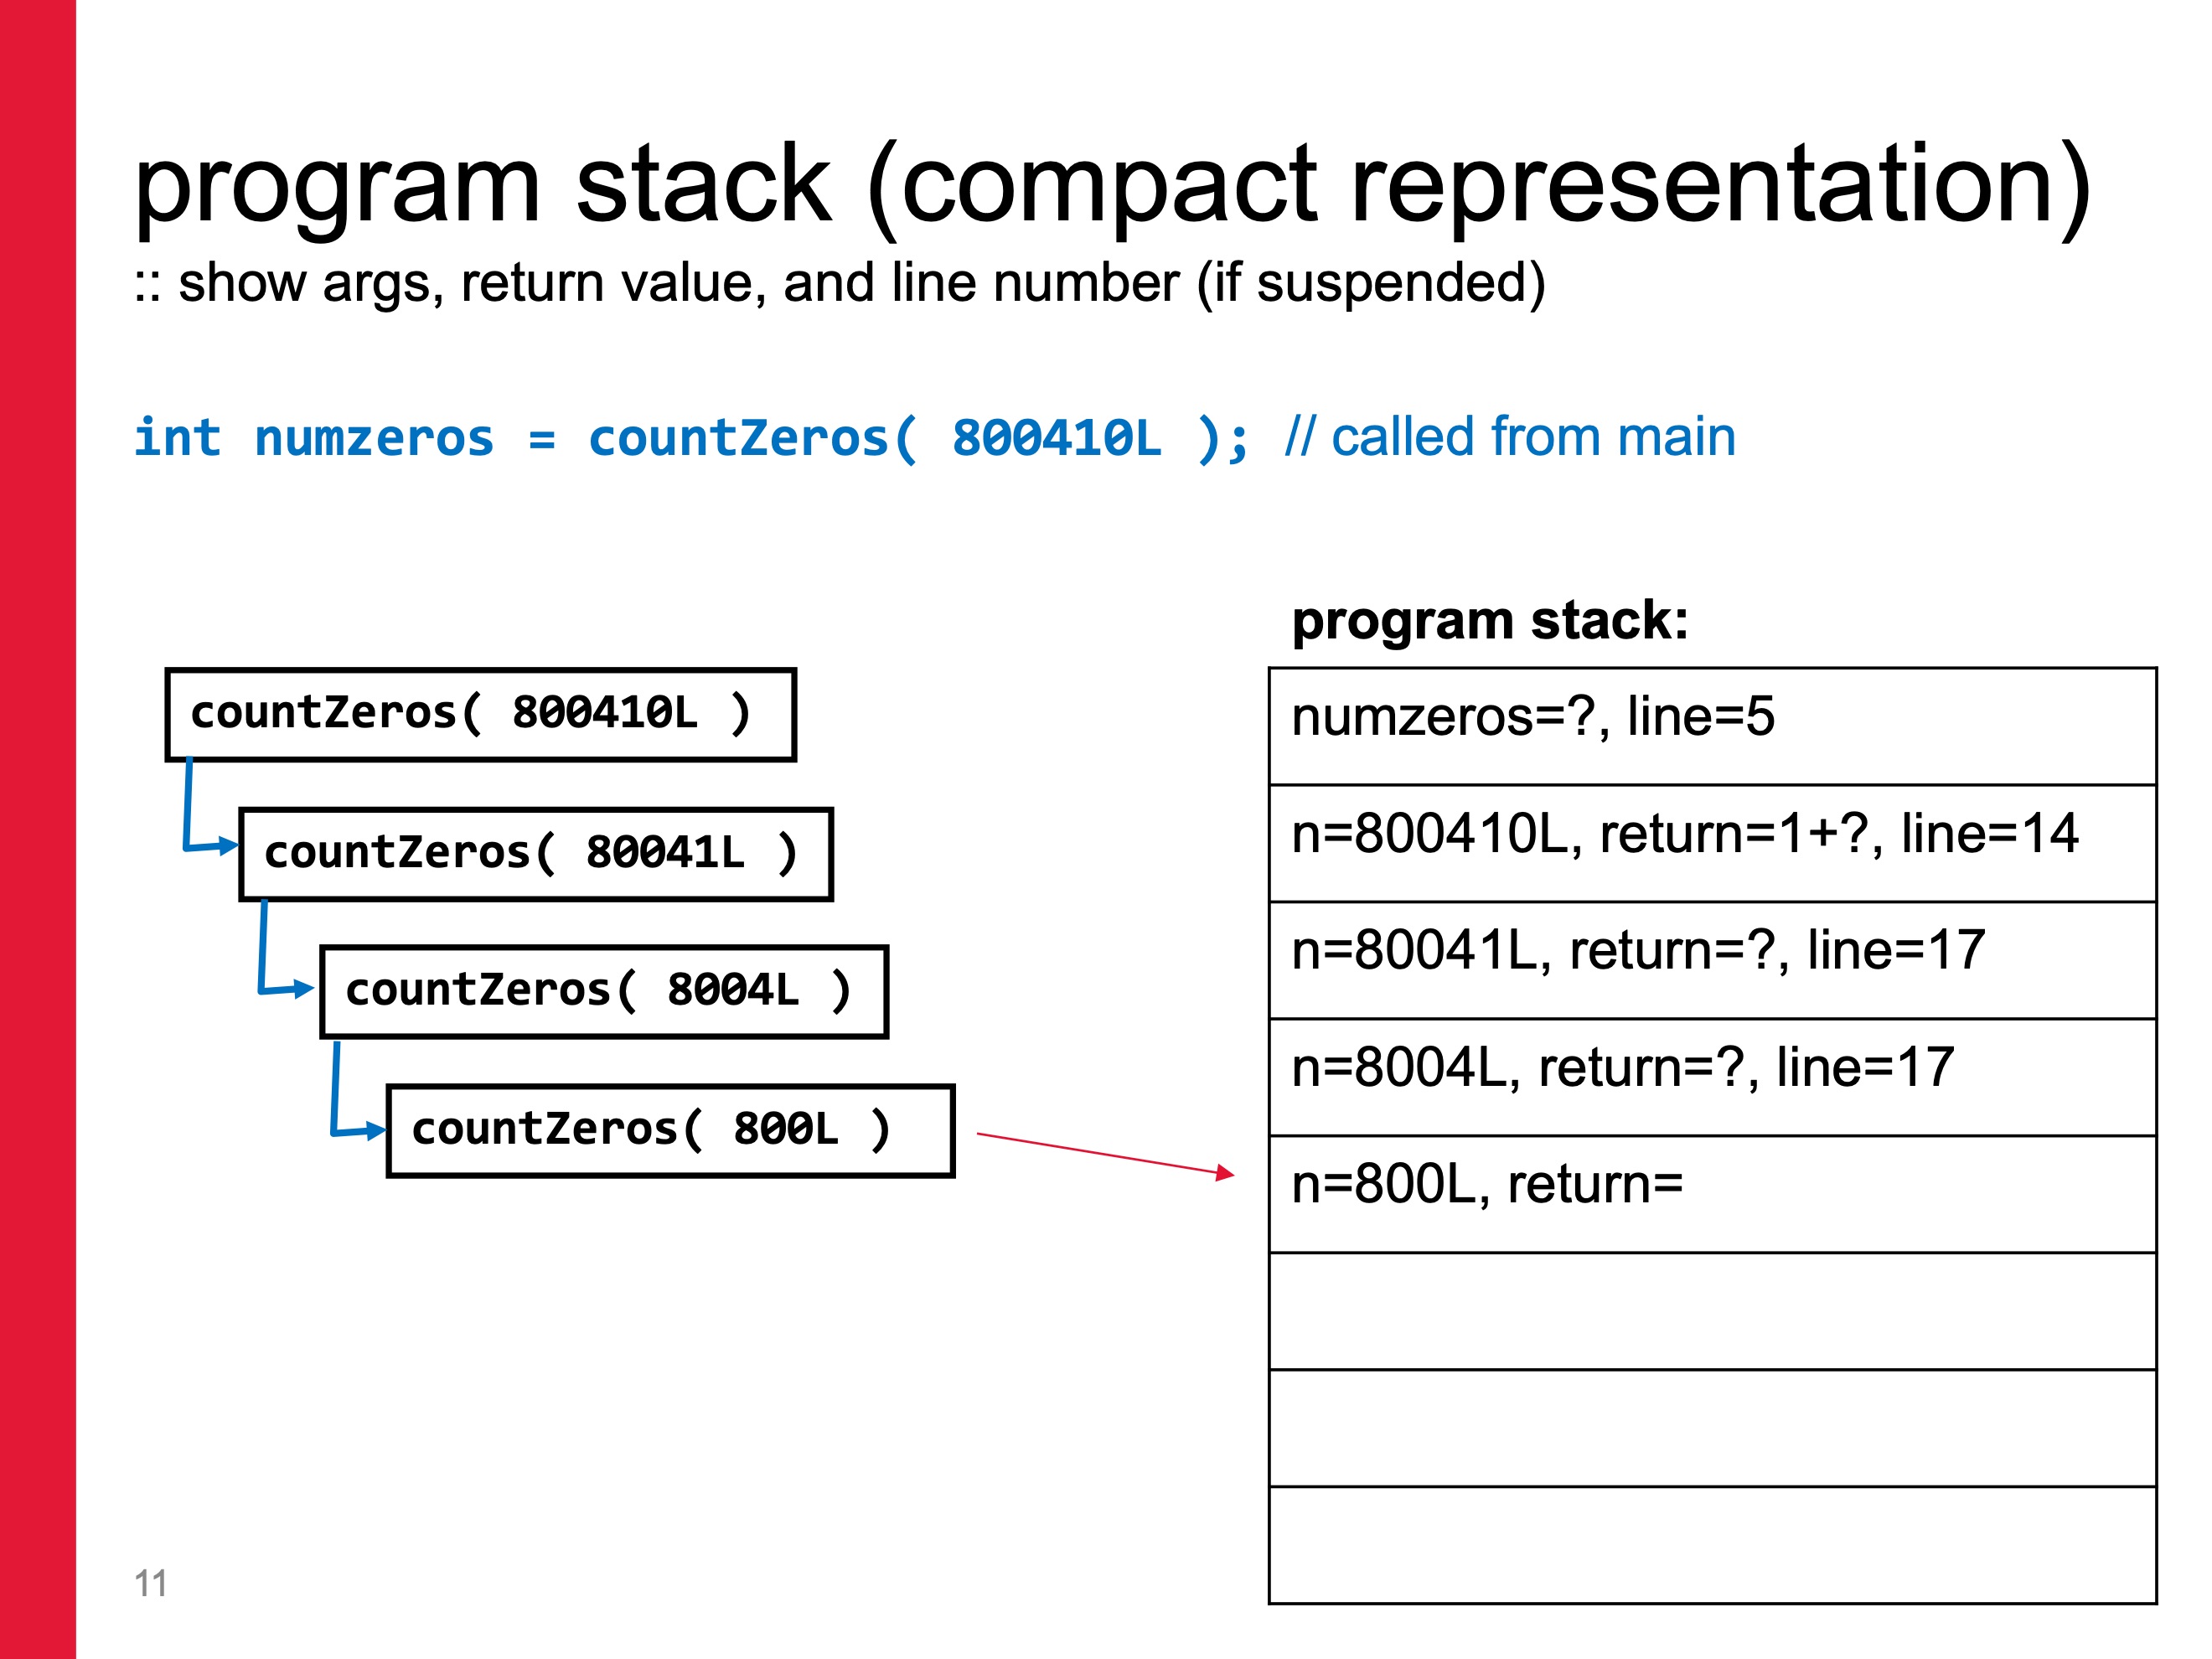 program stack (compact representation)
:: show args, return value, and line number (if suspended)
int numzeros = countZeros( 800410L ); // called from main
program stack:
countZeros( 800410L )
countZeros( 80041L )
countZeros( 8004L )
countZeros( 800L )
numzeros=?, line=5
n=800410L, return=1+?, line=14
n=80041L, return=?, line=17
n=8004L, return=?, line=17
n=800L, return=
11